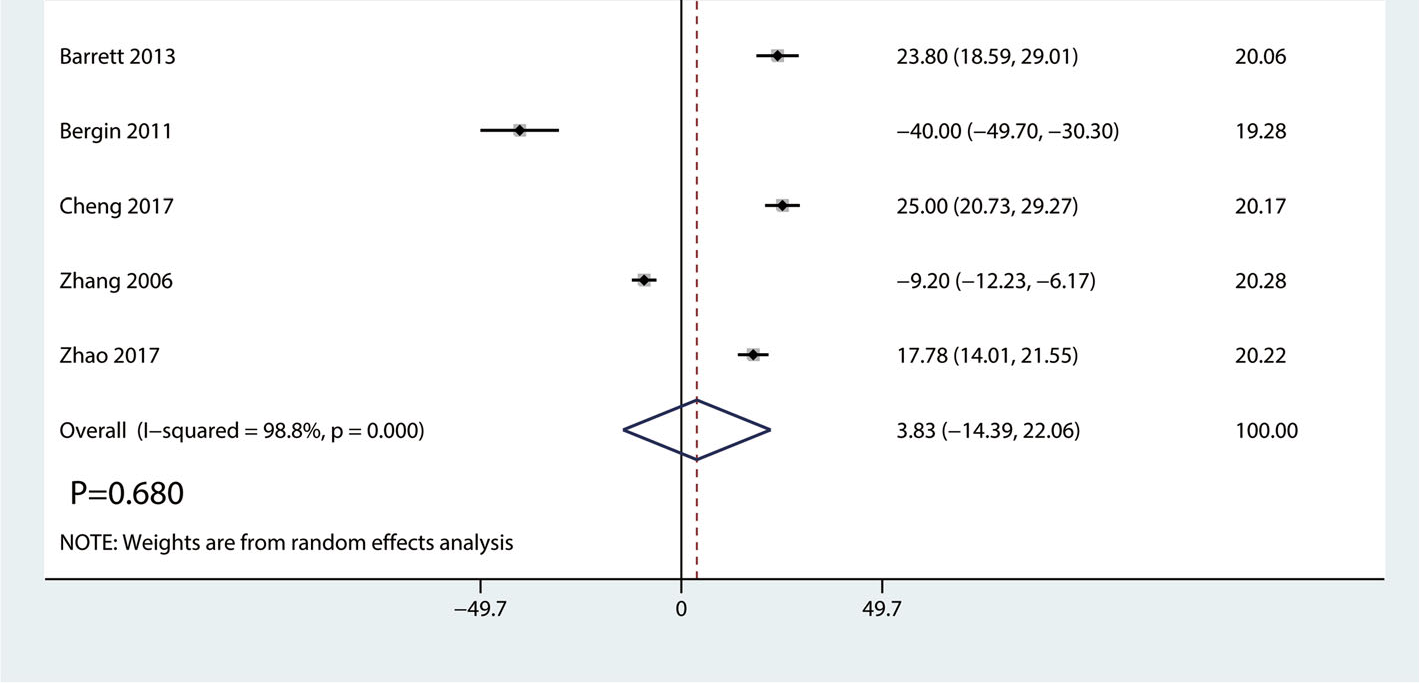 Barrett 2013 23.80 (18.59, 29.01) 20.06
Bergin 2011 −40.00 (−49.70, −30.30) 19.28
Cheng 2017 25.00 (20.73, 29.27) 20.17
Zhang 2006 −9.20 (−12.23, −6.17) 20.28
Zhao 2017 17.78 (14.01, 21.55) 20.22
Overall (I−squared = 98.8%, p = 0.000) 3.83 (−14.39, 22.06) 100.00
P=0.680
NOTE: Weights are from random effects analysis
−49.7 0 49.7